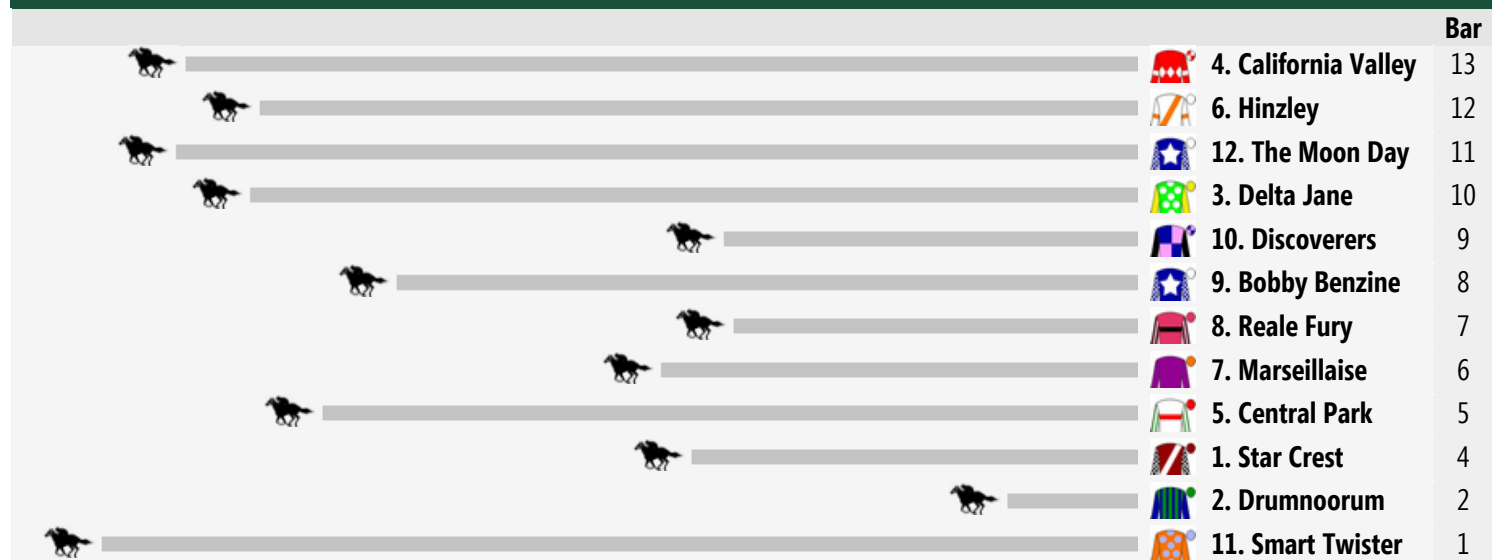 Bar
4. California Valley 13
6. Hinzley 12
12. The Moon Day 11
3. Delta Jane 10
10. Discoverers 9
9. Bobby Benzine 8
8. Reale Fury 7
7. Marseillaise 6
5. Central Park 5
1. Star Crest 4
2. Drumnoorum 2
11. Smart Twister 1